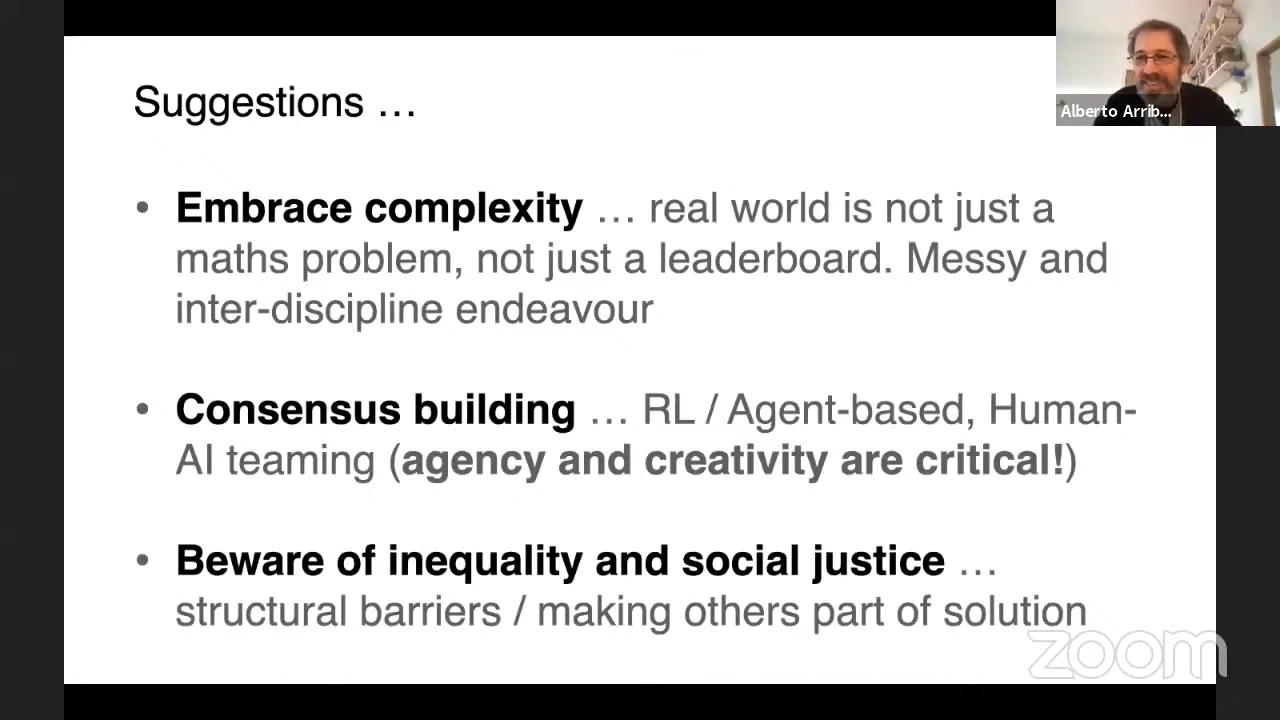 Suggestions …
Alberto Arrib...
• Embrace complexity … real world is not just a
maths problem, not just a leaderboard. Messy and
inter-discipline endeavour
• Consensus building … RL / Agent-based, Human-
AI teaming (agency and creativity are critical!)
• Beware of inequality and social justice …
structural barriers / making others part of solution
zoom